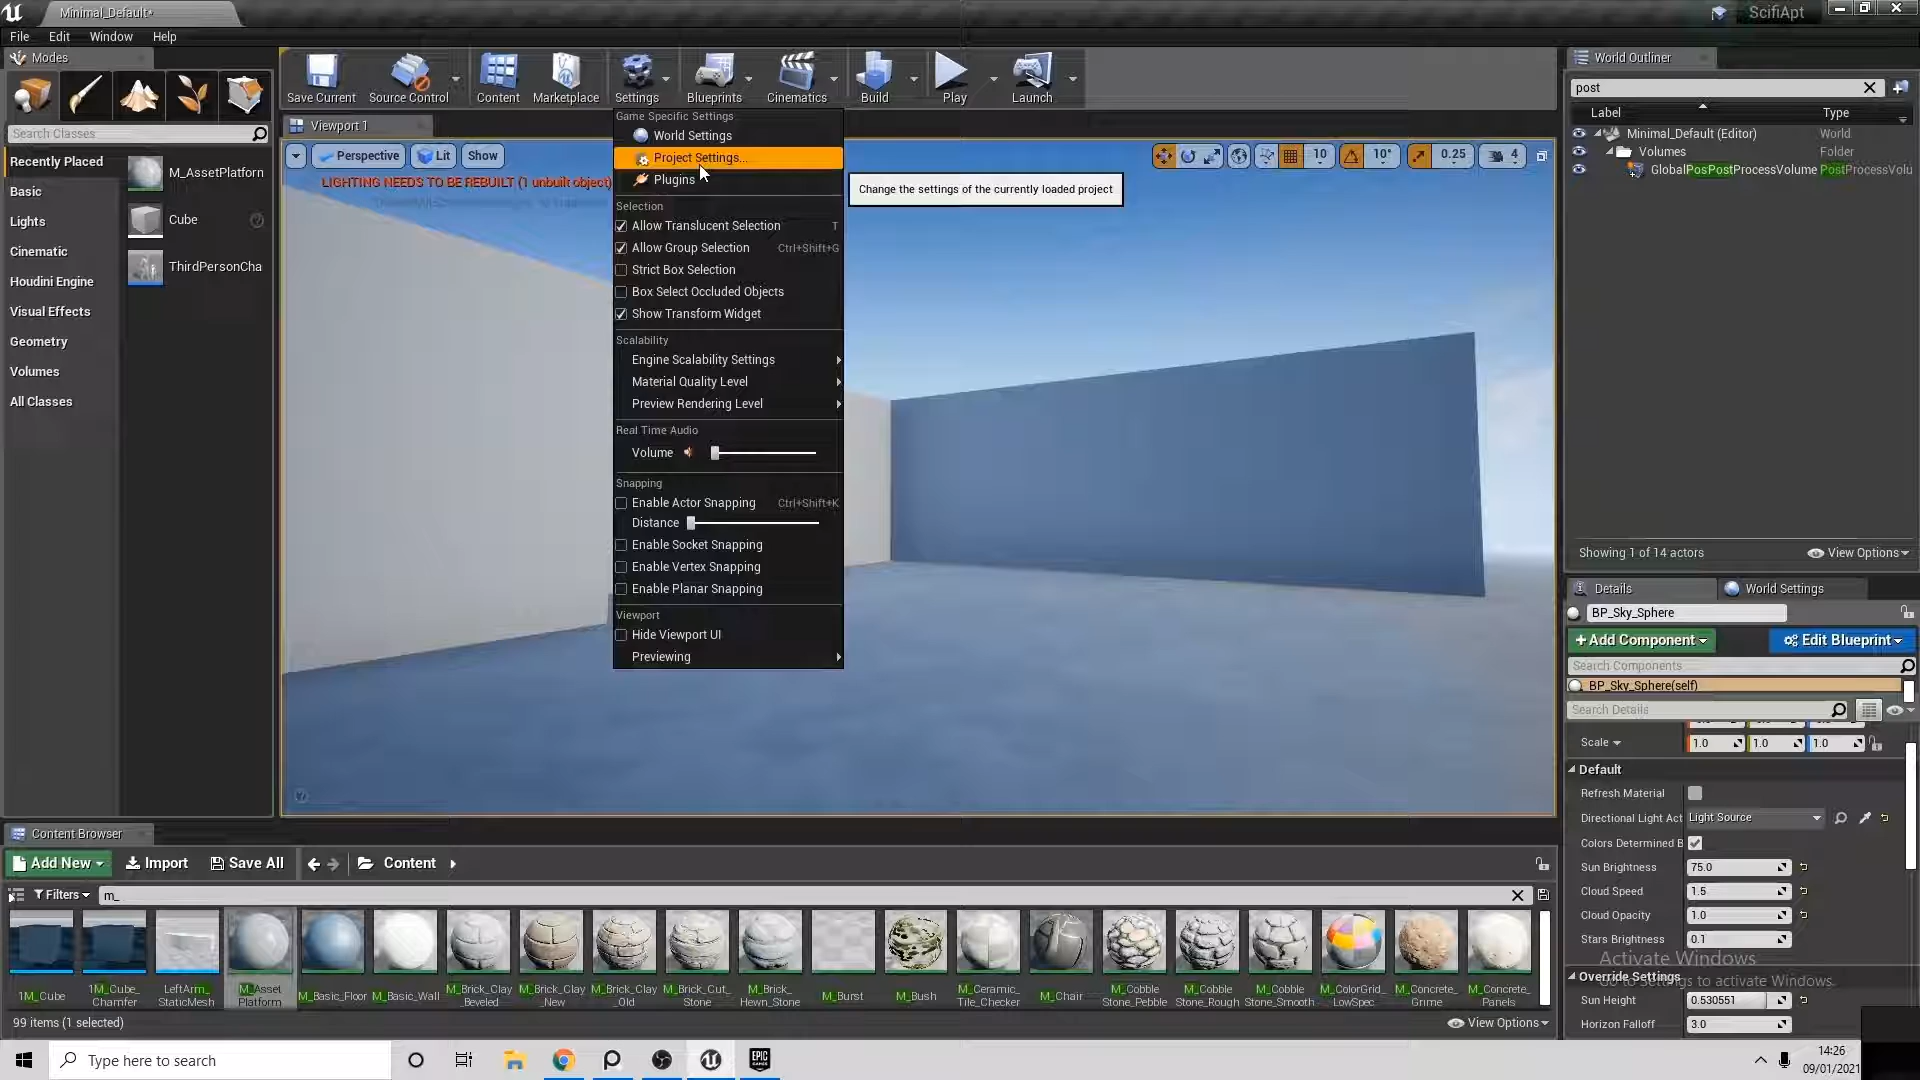 Minimal_Default*
ScifiApt
File Edit Window Help
Modes
Save Current
Source Control
Content
Marketplace
Settings
Blueprints
Cinematics
Build
Play
Launch
World Outliner
Search Classes
Recently Placed
Basic
Lights
Cinematic
Houdini Engine
Visual Effects
Geometry
Volumes
All Classes
M_AssetPlatforn
Cube
ThirdPersonCha
Viewport 1
Perspective
Lit
Show
10
10°
0.25
4
LIGHTING NEEDS TO BE REBUILT (1 unbuilt object)
Game Specific Settings
World Settings
Project Settings...
Plugins
Change the settings of the currently loaded project
Selection
Allow Translucent Selection T
Allow Group Selection Ctrl+Shift+G
Strict Box Selection
Box Select Occluded Objects
Show Transform Widget
Scalability
Engine Scalability Settings
Material Quality Level
Preview Rendering Level
Real Time Audio
Volume
Snapping
Enable Actor Snapping Ctrl+Shift+K
Distance
Enable Socket Snapping
Enable Vertex Snapping
Enable Planar Snapping
Viewport
Hide Viewport UI
Previewing
post
Label Type
Minimal_Default (Editor) World
Volumes Folder
GlobalPosPostProcessVolume PostProcessVolu
Showing 1 of 14 actors
View Options
Details
World Settings
BP_Sky_Sphere
+ Add Component
Edit Blueprint
Search Components
BP_Sky_Sphere(self)
Search Details
Scale 1.0 1.0 1.0
Default
Refresh Material
Directional Light Act Light Source
Colors Determined B
Sun Brightness 75.0
Cloud Speed 1.5
Cloud Opacity 1.0
Stars Brightness 0.1
Activate Windows
Go to Settings to activate Windows.
Override Settings
Sun Height 0.530551
Horizon Falloff 3.0
Content Browser
Add New
Import
Save All
Content
Filters
m_
1M_Cube
1M_Cube_ Chamfer
LeftArm_ StaticMesh
M_Asset Platform
M_Basic_Floor
M_Basic_Wall
M_Brick_Clay _Beveled
M_Brick_Clay _New
M_Brick_Clay _Old
M_Brick_Cut_ Stone
M_Brick_ Hewn_Stone
M_Burst
M_Bush
M_Ceramic_ Tile_Checker
M_Chair
M_Cobble Stone_Pebble
M_Cobble Stone_Rough
M_Cobble Stone_Smooth
M_ColorGrid_ LowSpec
M_Concrete_ Grime
M_Concrete_ Panels
99 items (1 selected)
View Options
Type here to search
EPIC GAMES
14:26
09/01/2021